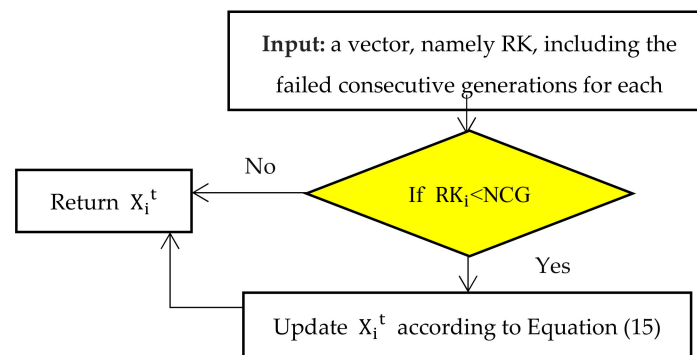 Input: a vector, namely RK, including the
failed consecutive generations for each
No
If RKᵢ<NCG
Return Xᵢᵗ
Yes
Update Xᵢᵗ according to Equation (15)